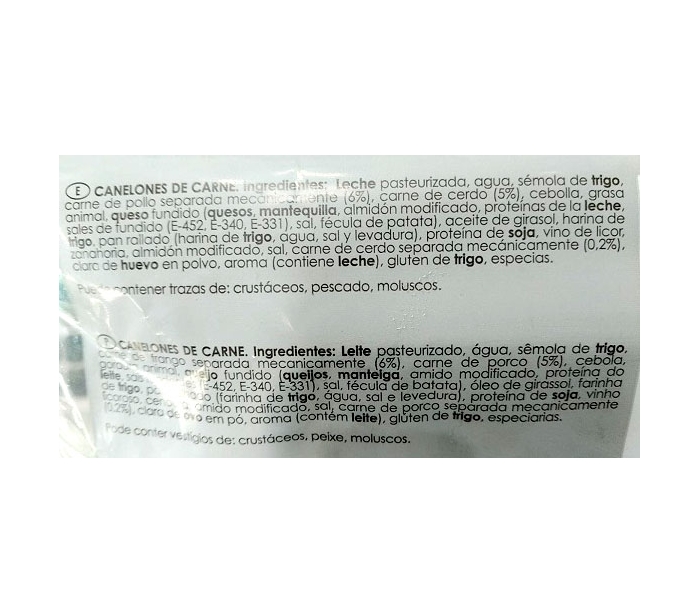 E CANELONES DE CARNE. Ingredientes: Leche pasteurizada, agua, sémola de trigo,
carne de pollo separada mecánicamente (6%), carne de cerdo (5%), cebolla, grasa
animal, queso fundido (quesos, mantequilla, almidón modificado, proteínas de la leche,
sales de fundido (E-452, E-340, E-331), sal, fécula de patata), aceite de girasol, harina de
trigo, pan rallado (harina de trigo, agua, sal y levadura), proteína de soja, vino de licor,
zanahoria, almidón modificado, sal, carne de cerdo separada mecánicamente (0,2%),
clara de huevo en polvo, aroma (contiene leche), gluten de trigo, especias.
contener trazas de: crustáceos, pescado, moluscos.
CANELONES DE CARNE. Ingredientes: Leite pasteurizado, água, sêmola de trigo,
de frango separada mecanicamente (6%), carne de porco (5%), cebola,
animal, fundido (queijos, manteiga, amido modificado, proteína do
leite, E-452, E-340, E-331), sal, fécula de batata), óleo de girassol, farinha
de trigo, (farinha de trigo, água, sal e levedura), proteína de soja, vinho
amido modificado, sal, carne de porco separada mecanicamente
(0,2%), clara de ovo em pó, aroma (contém leite), glúten de trigo, especiarias.
Pode conter vestígios de: crustáceos, peixe, moluscos.